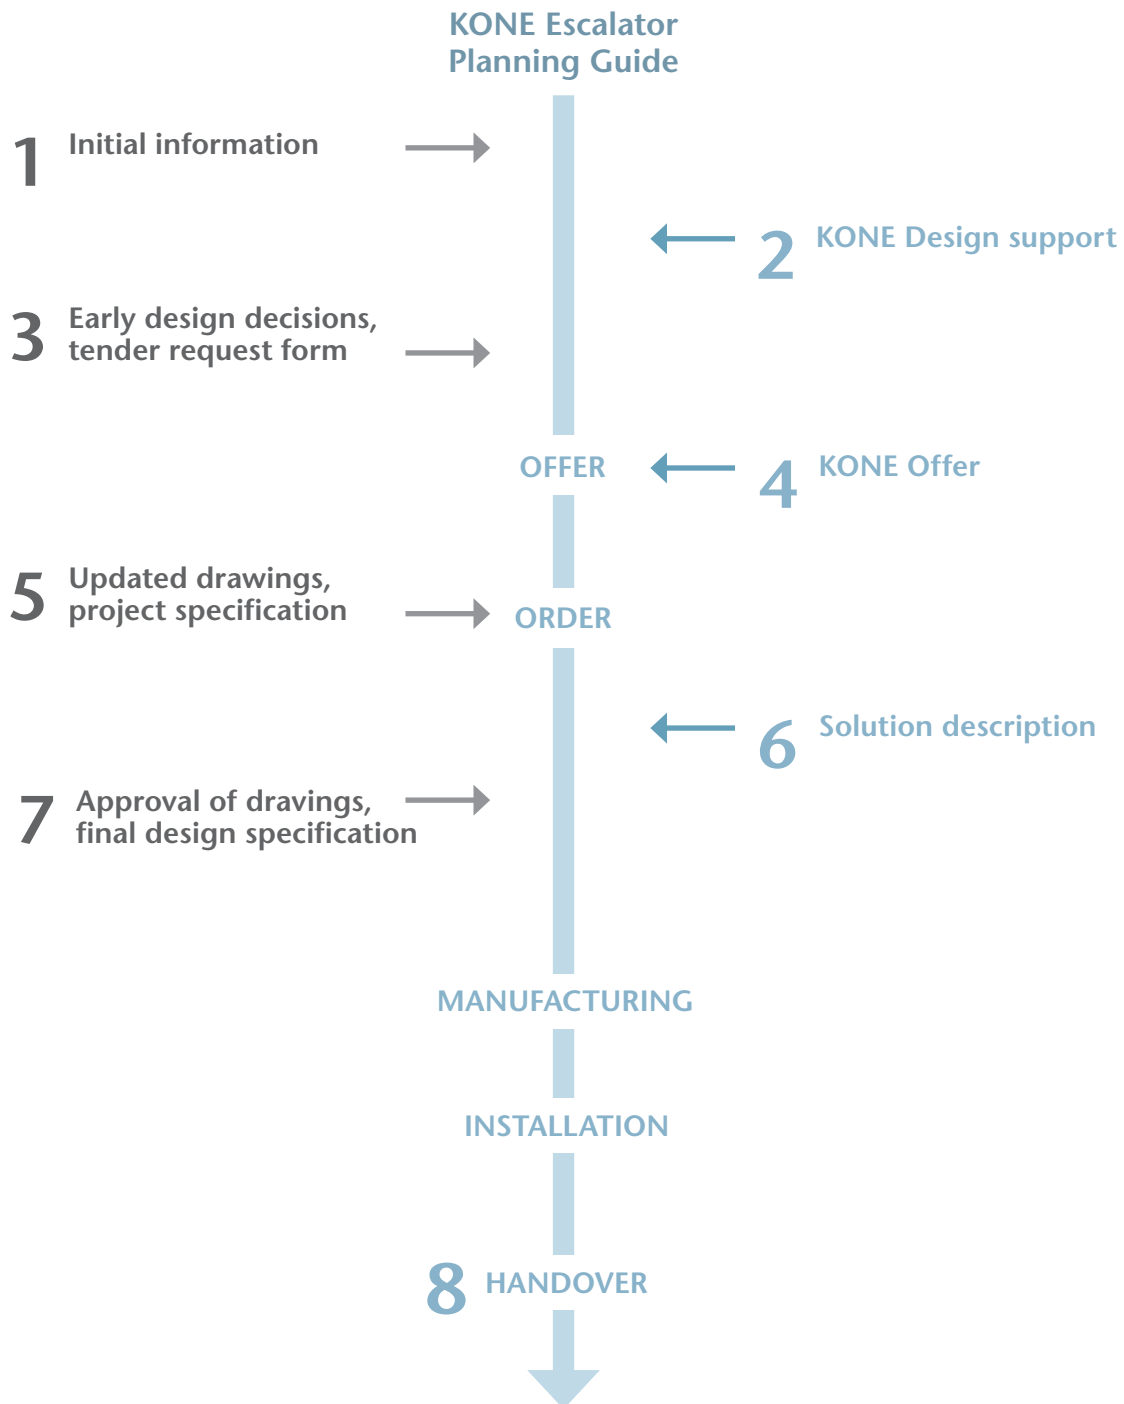 KONE Escalator
Planning Guide
1 Initial information
2 KONE Design support
3 Early design decisions,
tender request form
OFFER
4 KONE Offer
5 Updated drawings,
project specification
ORDER
6 Solution description
7 Approval of dravings,
final design specification
MANUFACTURING
INSTALLATION
8 HANDOVER